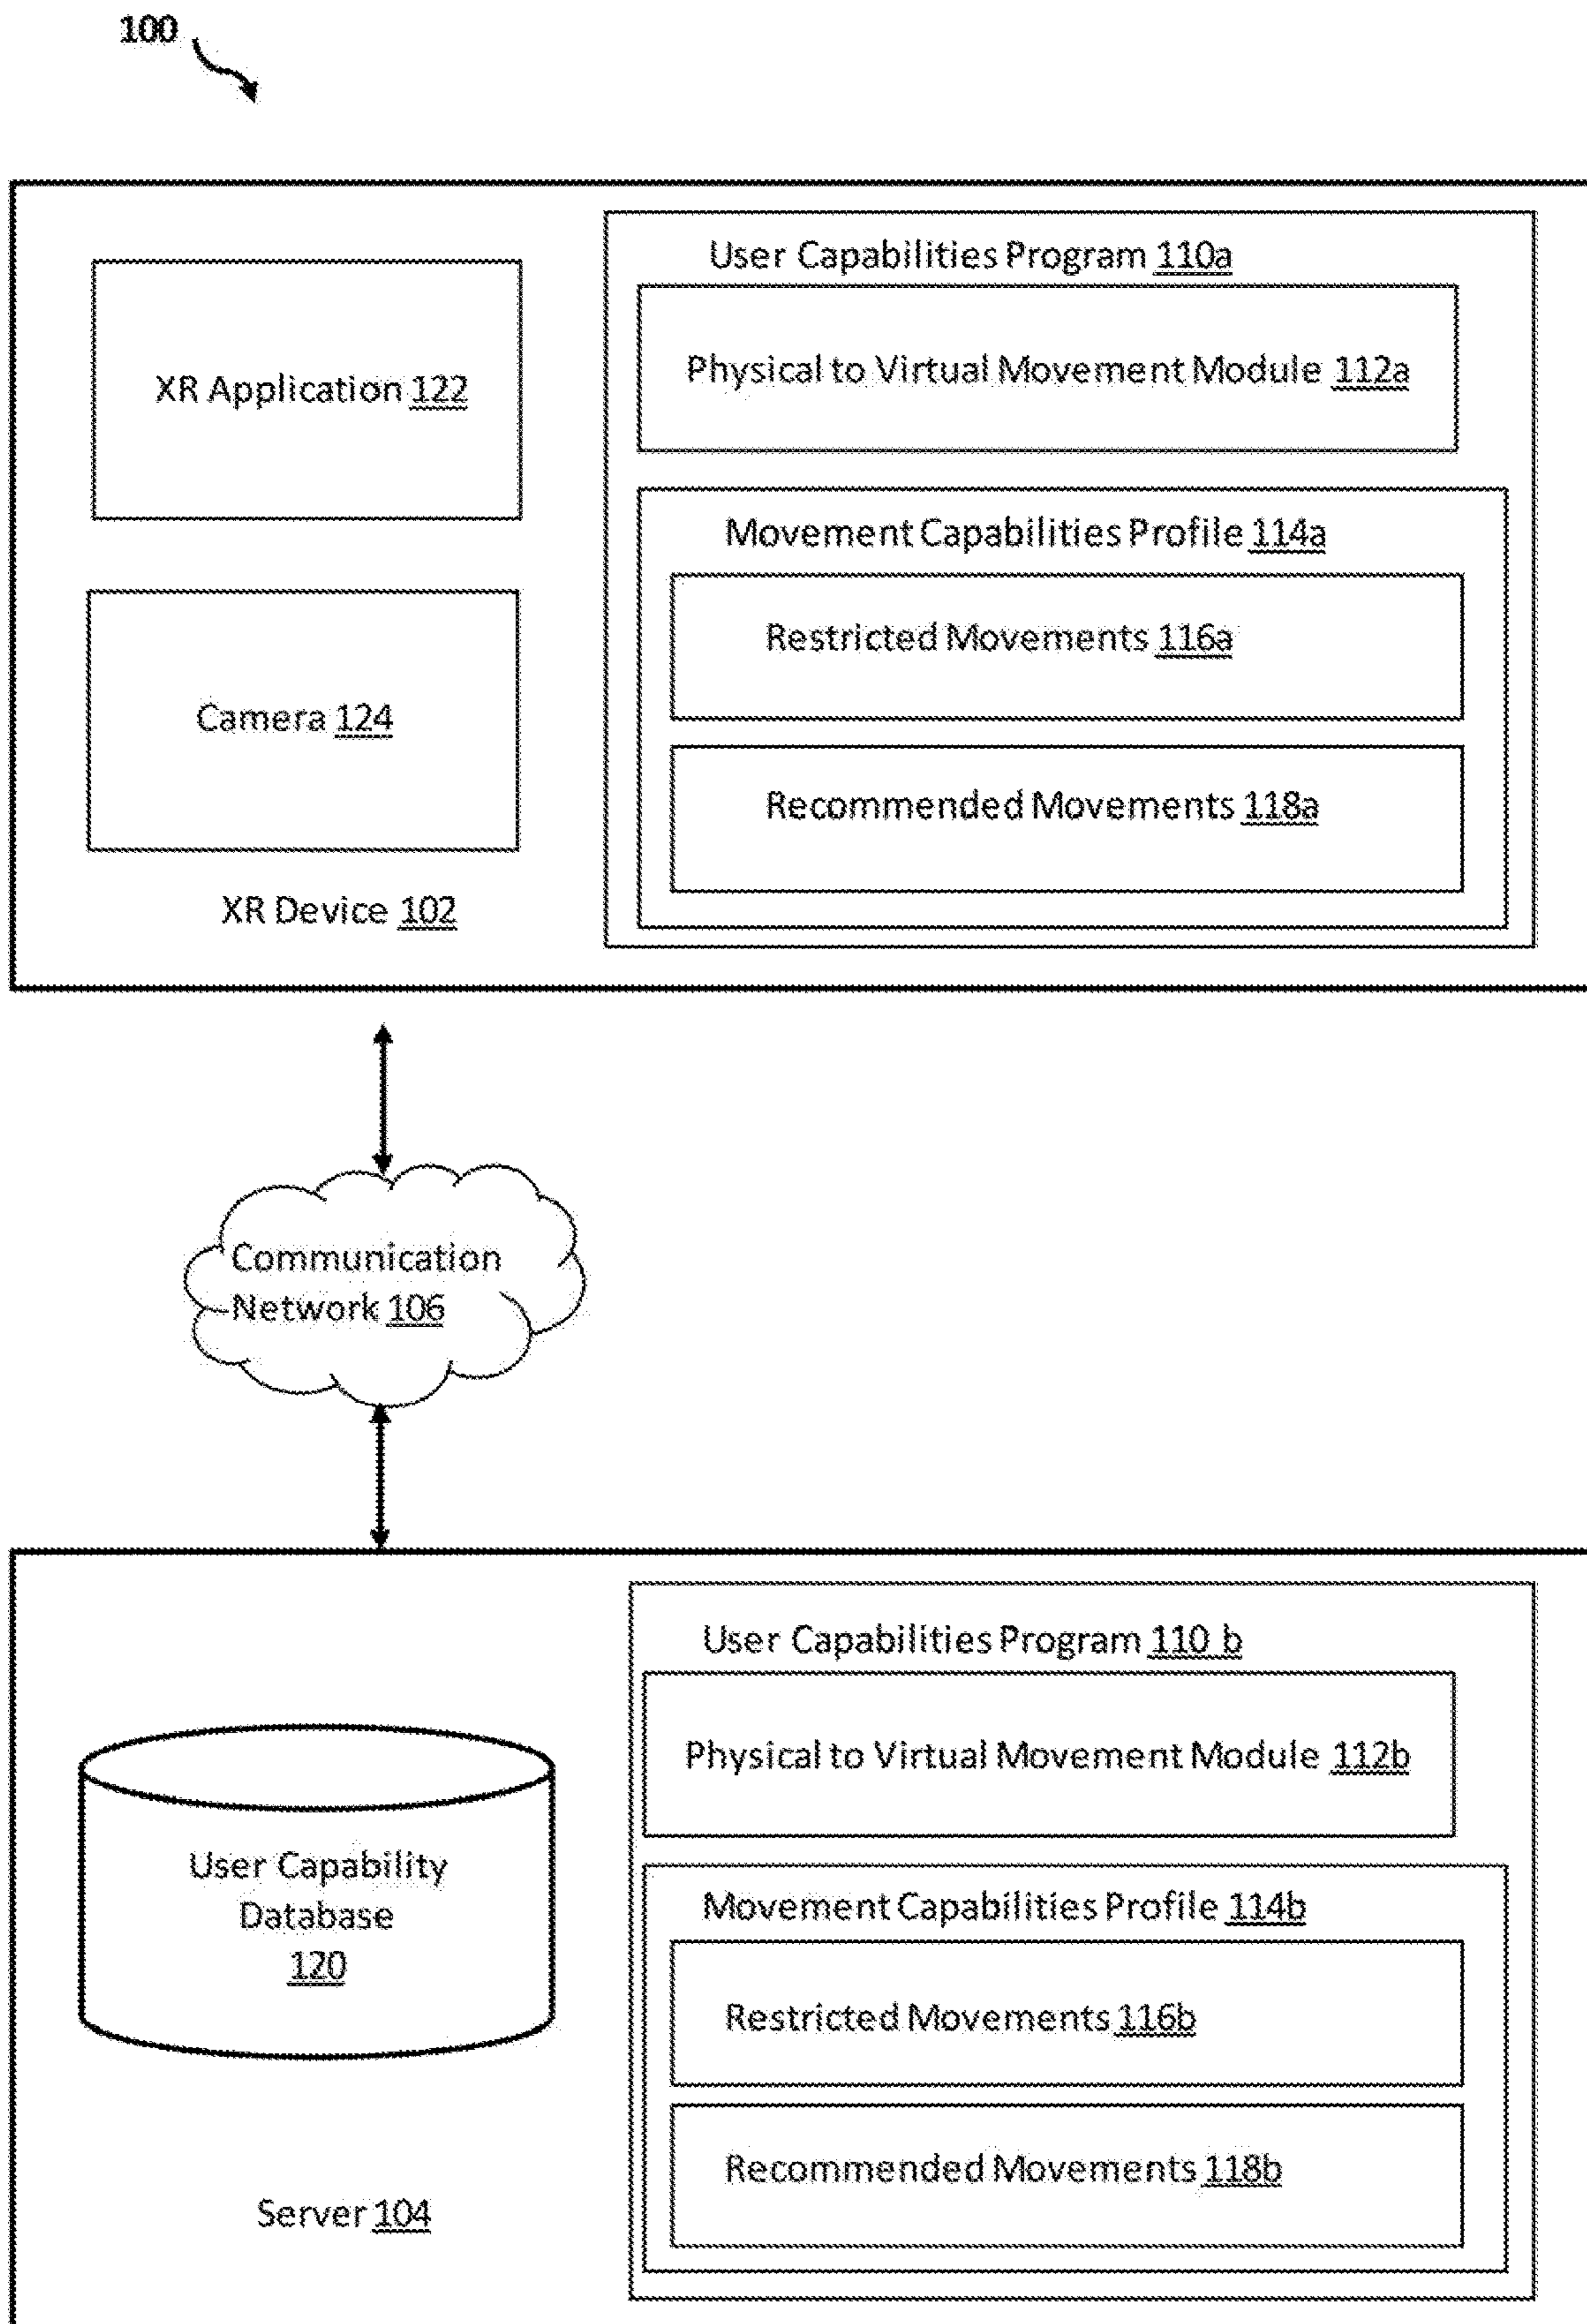 100
User Capabilities Program 110a
XR Application 122
Physical to Virtual Movement Module 112a
Movement Capabilities Profile 114a
Restricted Movements 116a
Camera 124
Recommended Movements 118a
XR Device 102
Communication
Network 106
User Capabilities Program 110 b
Physical to Virtual Movement Module 112b
User Capability
Database
120
Movement Capabilities Profile 114b
Restricted Movements 116b
Recommended Movements 118b
Server 104